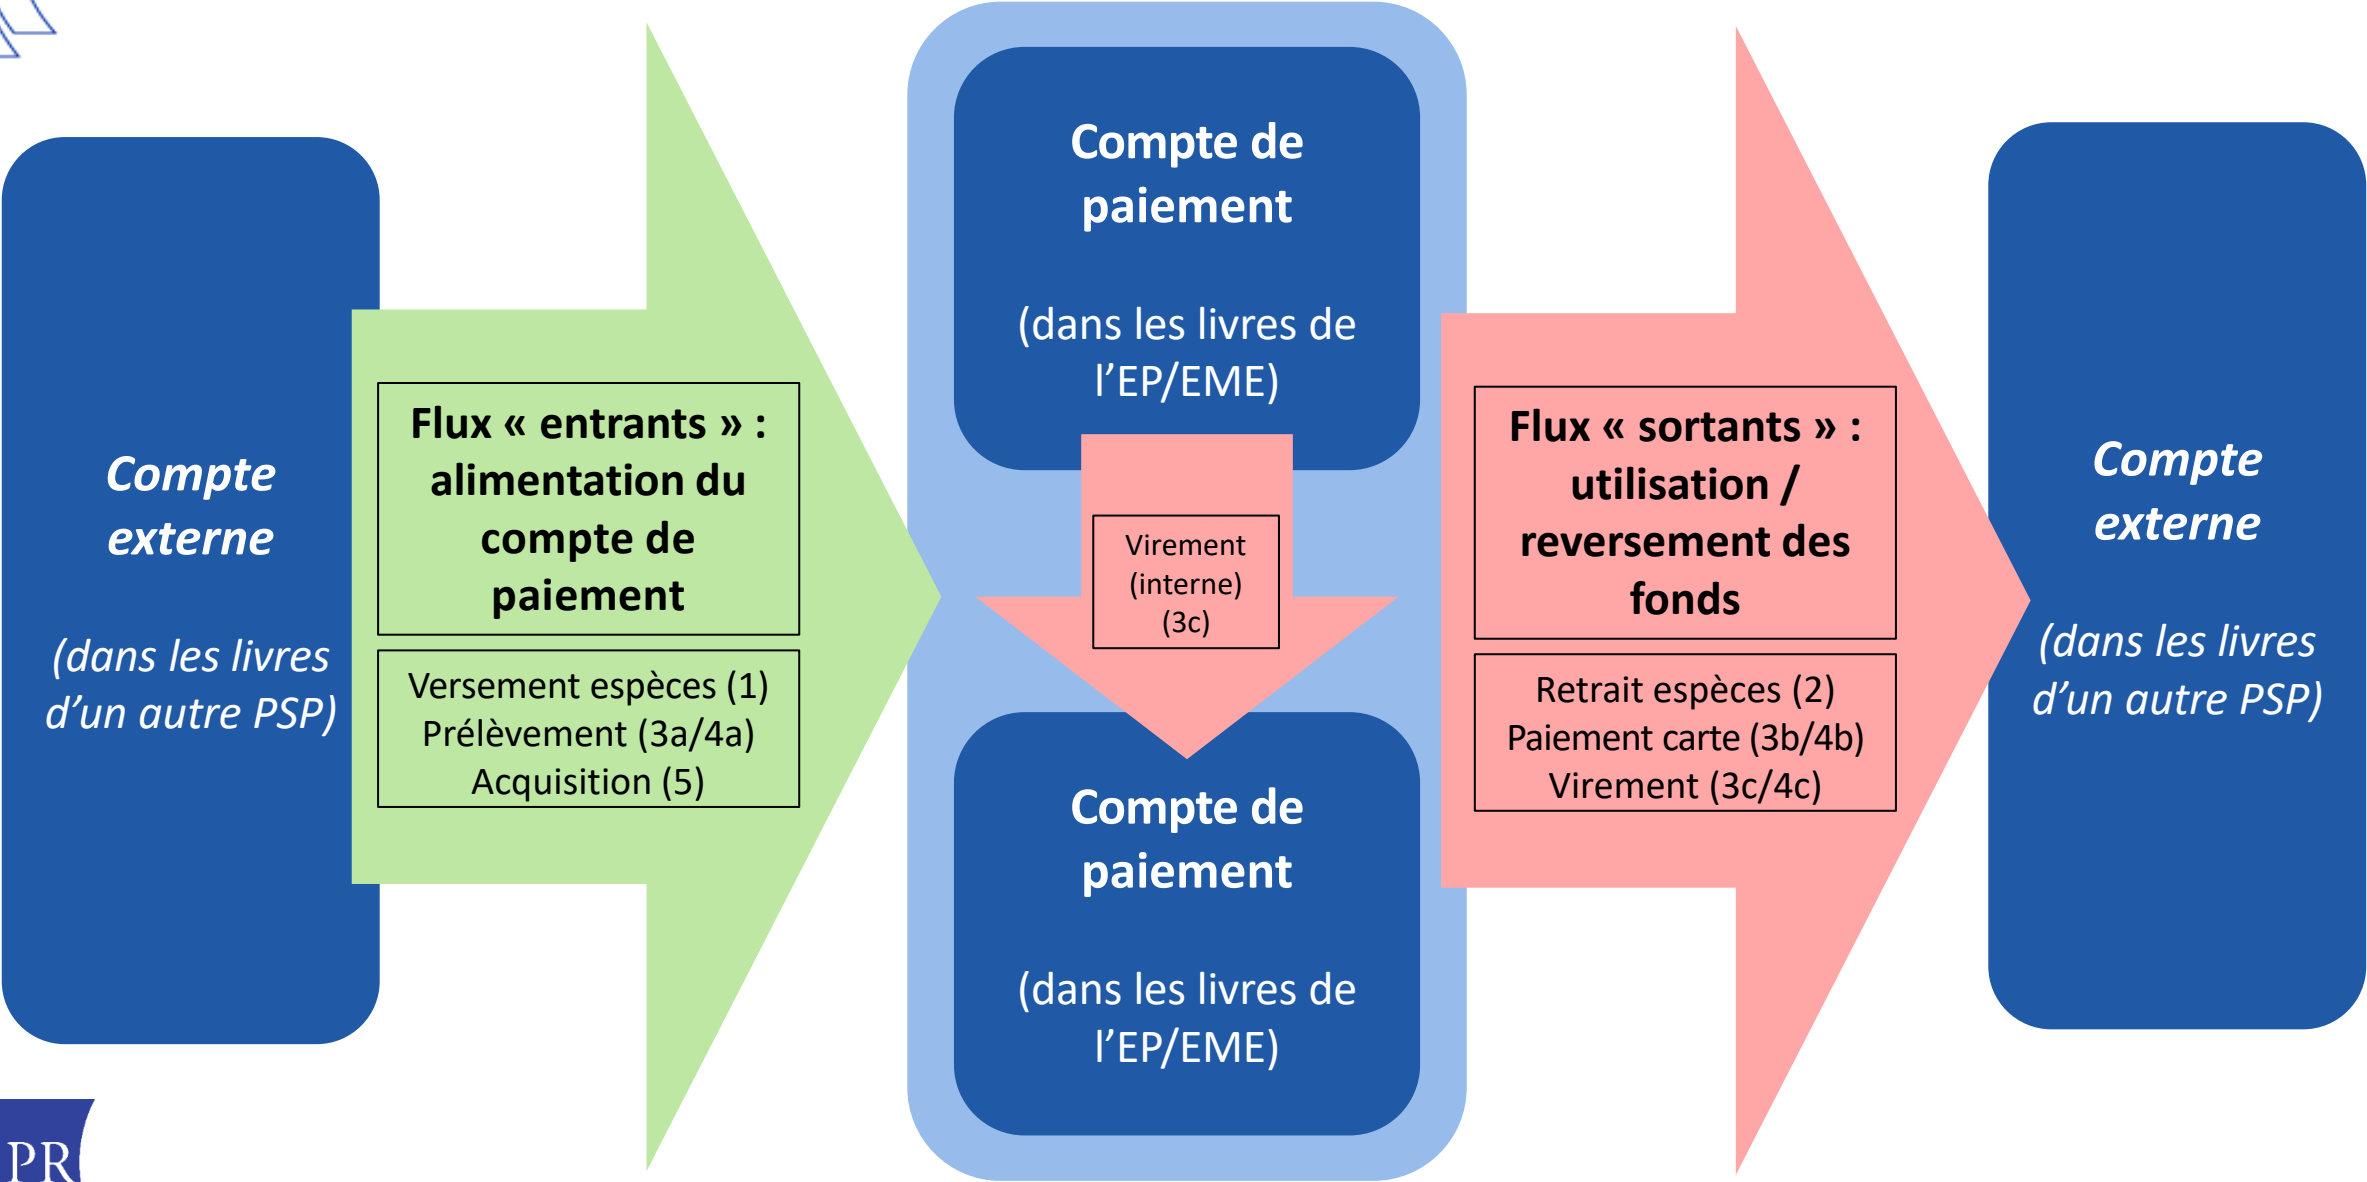 Compte
externe
(dans les livres
d’un autre PSP)
Flux « entrants » :
alimentation du
compte de
paiement
Versement espèces (1)
Prélèvement (3a/4a)
Acquisition (5)
Compte de
paiement
(dans les livres de
l’EP/EME)
Virement
(interne)
(3c)
Compte de
paiement
(dans les livres de
l’EP/EME)
Flux « sortants » :
utilisation /
reversement des
fonds
Retrait espèces (2)
Paiement carte (3b/4b)
Virement (3c/4c)
Compte
externe
(dans les livres
d’un autre PSP)
PR